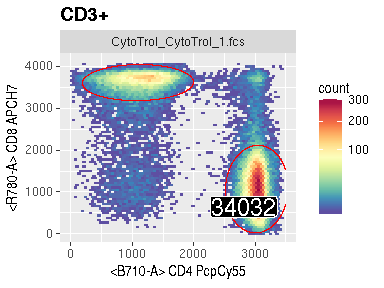 CD3+
CytoTrol_CytoTrol_1.fcs
<R780-A> CD8 APCH7
4000
3000
2000
1000
0
34032
0
1000
2000
3000
<B710-A> CD4 PcpCy55
count
300
200
100